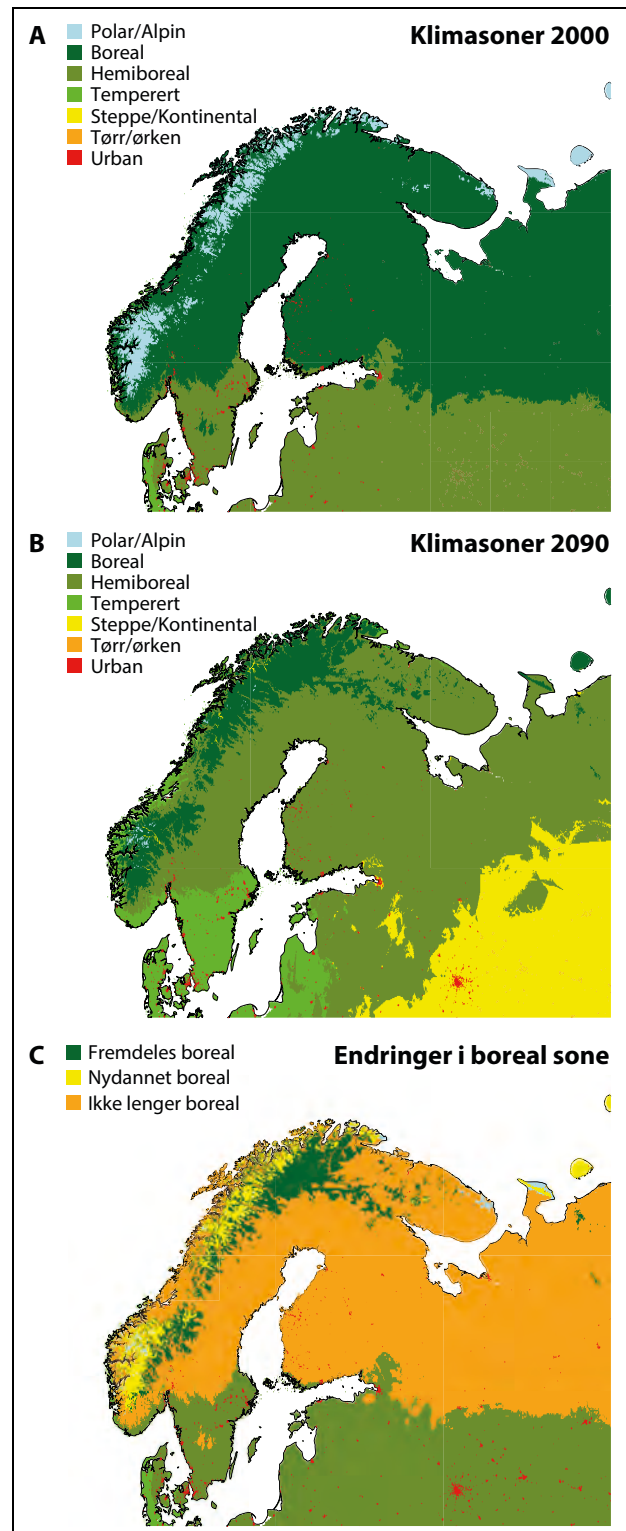 A
Polar/Alpin
Boreal
Hemiboreal
Temperert
Steppe/Kontinental
Tørr/ørken
Urban
Klimasoner 2000
B
Polar/Alpin
Boreal
Hemiboreal
Temperert
Steppe/Kontinental
Tørr/ørken
Urban
Klimasoner 2090
C
Fremdeles boreal
Nydannet boreal
Ikke lenger boreal
Endringer i boreal sone